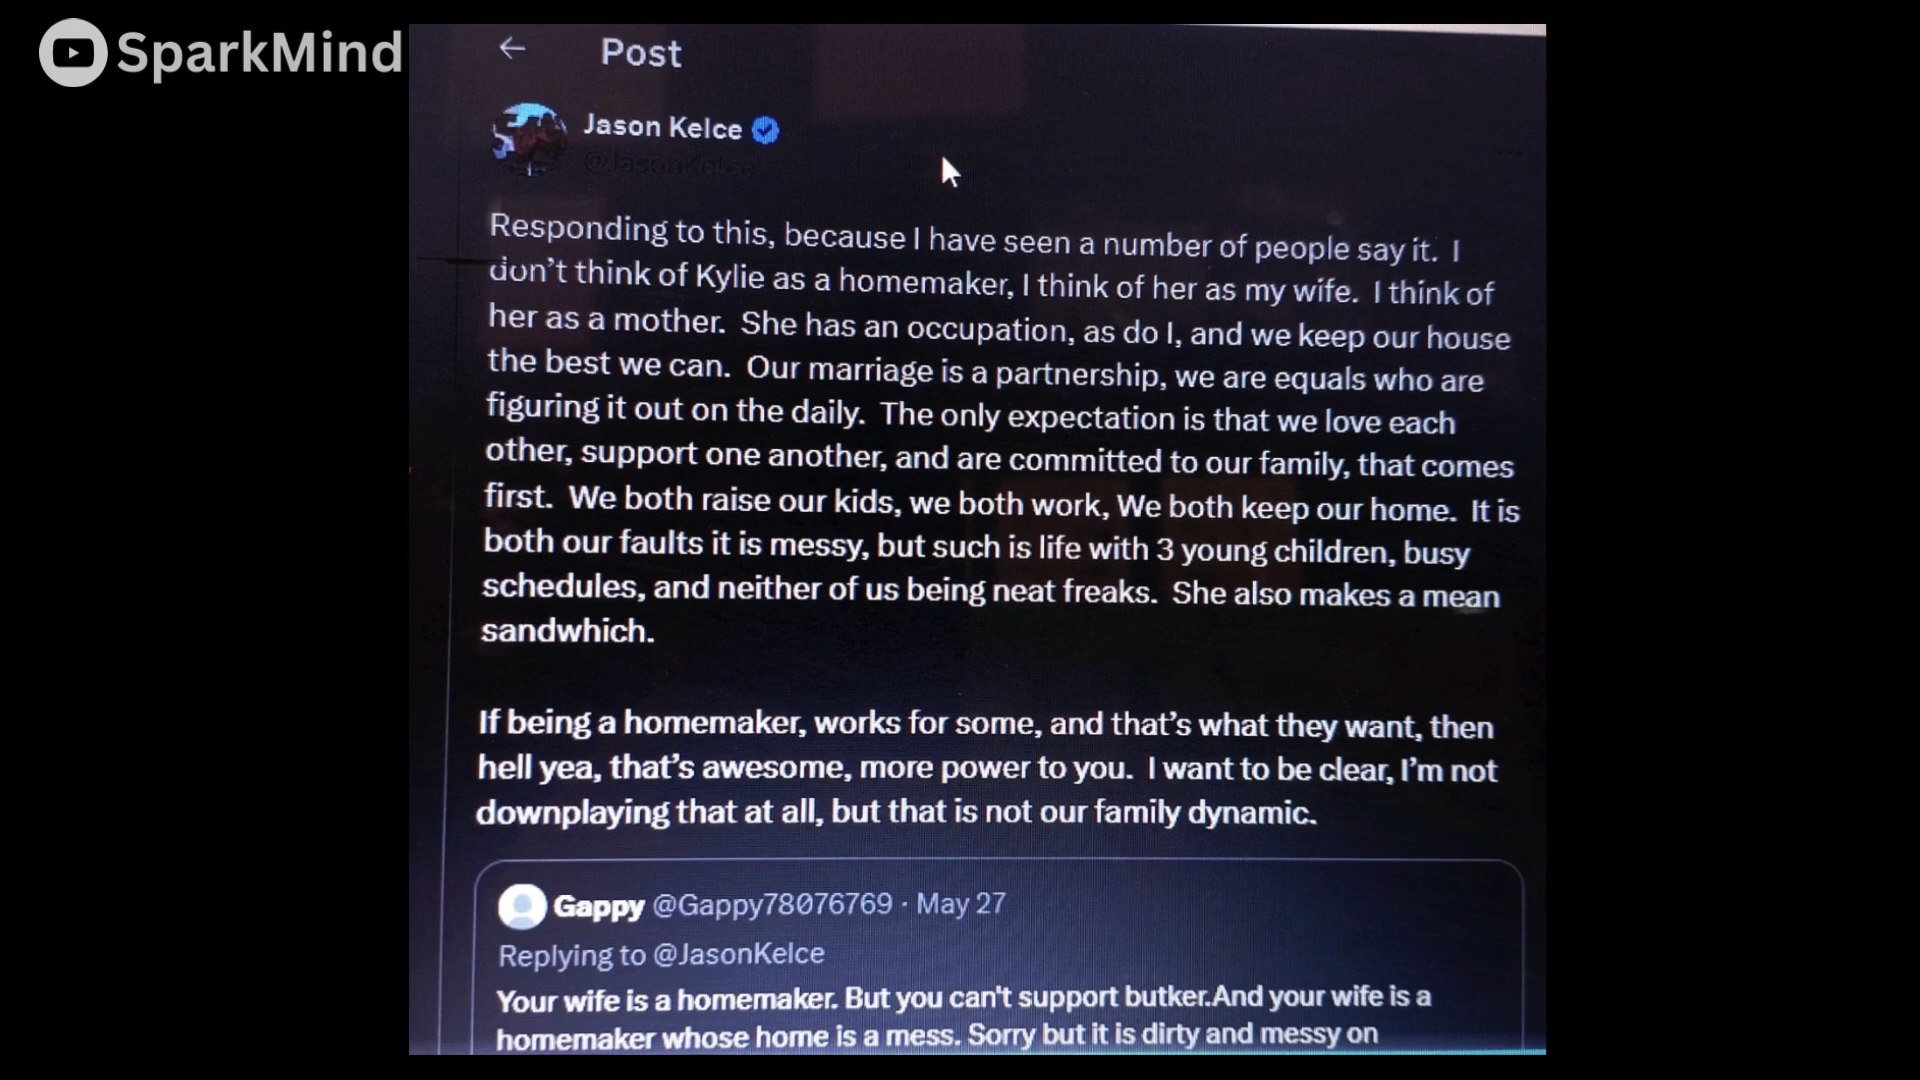 SparkMind
Post
Jason Kelce
@JasonKelce
Responding to this, because I have seen a number of people say it. I
don't think of Kylie as a homemaker, I think of her as my wife. I think of
her as a mother. She has an occupation, as do I, and we keep our house
the best we can. Our marriage is a partnership, we are equals who are
figuring it out on the daily. The only expectation is that we love each
other, support one another, and are committed to our family, that comes
first. We both raise our kids, we both work, We both keep our home. It is
both our faults it is messy, but such is life with 3 young children, busy
schedules, and neither of us being neat freaks. She also makes a mean
sandwhich.
If being a homemaker, works for some, and that's what they want, then
hell yea, that's awesome, more power to you. I want to be clear, I'm not
downplaying that at all, but that is not our family dynamic.
Gappy @Gappy78076769 · May 27
Replying to @JasonKelce
Your wife is a homemaker. But you can't support butker.And your wife is a
homemaker whose home is a mess. Sorry but it is dirty and messy on